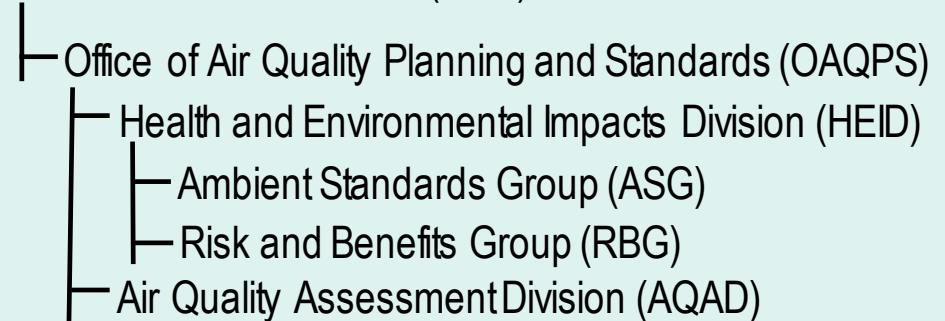 Office of Air Quality Planning and Standards (OAQPS)
Health and Environmental Impacts Division (HEID)
Ambient Standards Group (ASG)
Risk and Benefits Group (RBG)
Air Quality Assessment Division (AQAD)